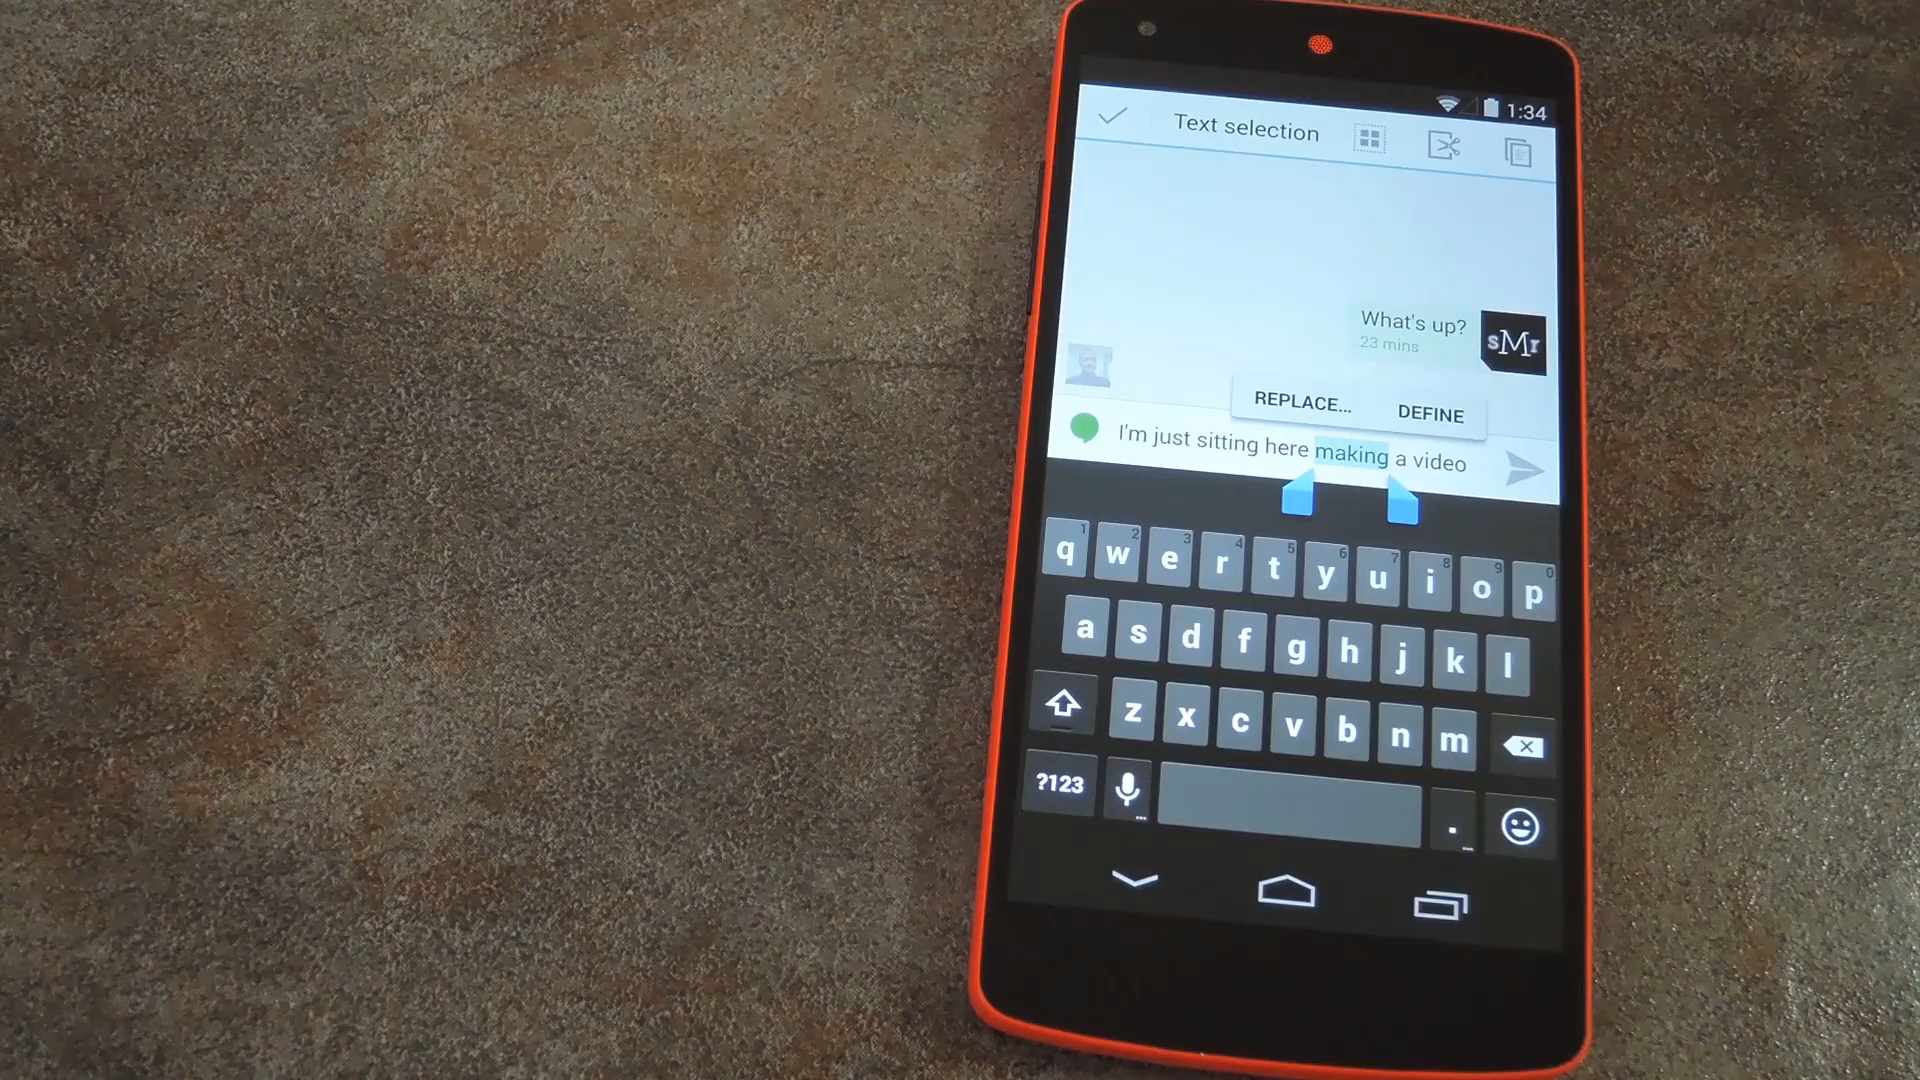 1:34
Text selection
What's up?
23 mins
sMr
REPLACE... DEFINE
I'm just sitting here making a video
1 2 3 4 5 6 7 8 9 0
q w e r t y u i o p
a s d f g h j k l
z x c v b n m
?123 ... . ...